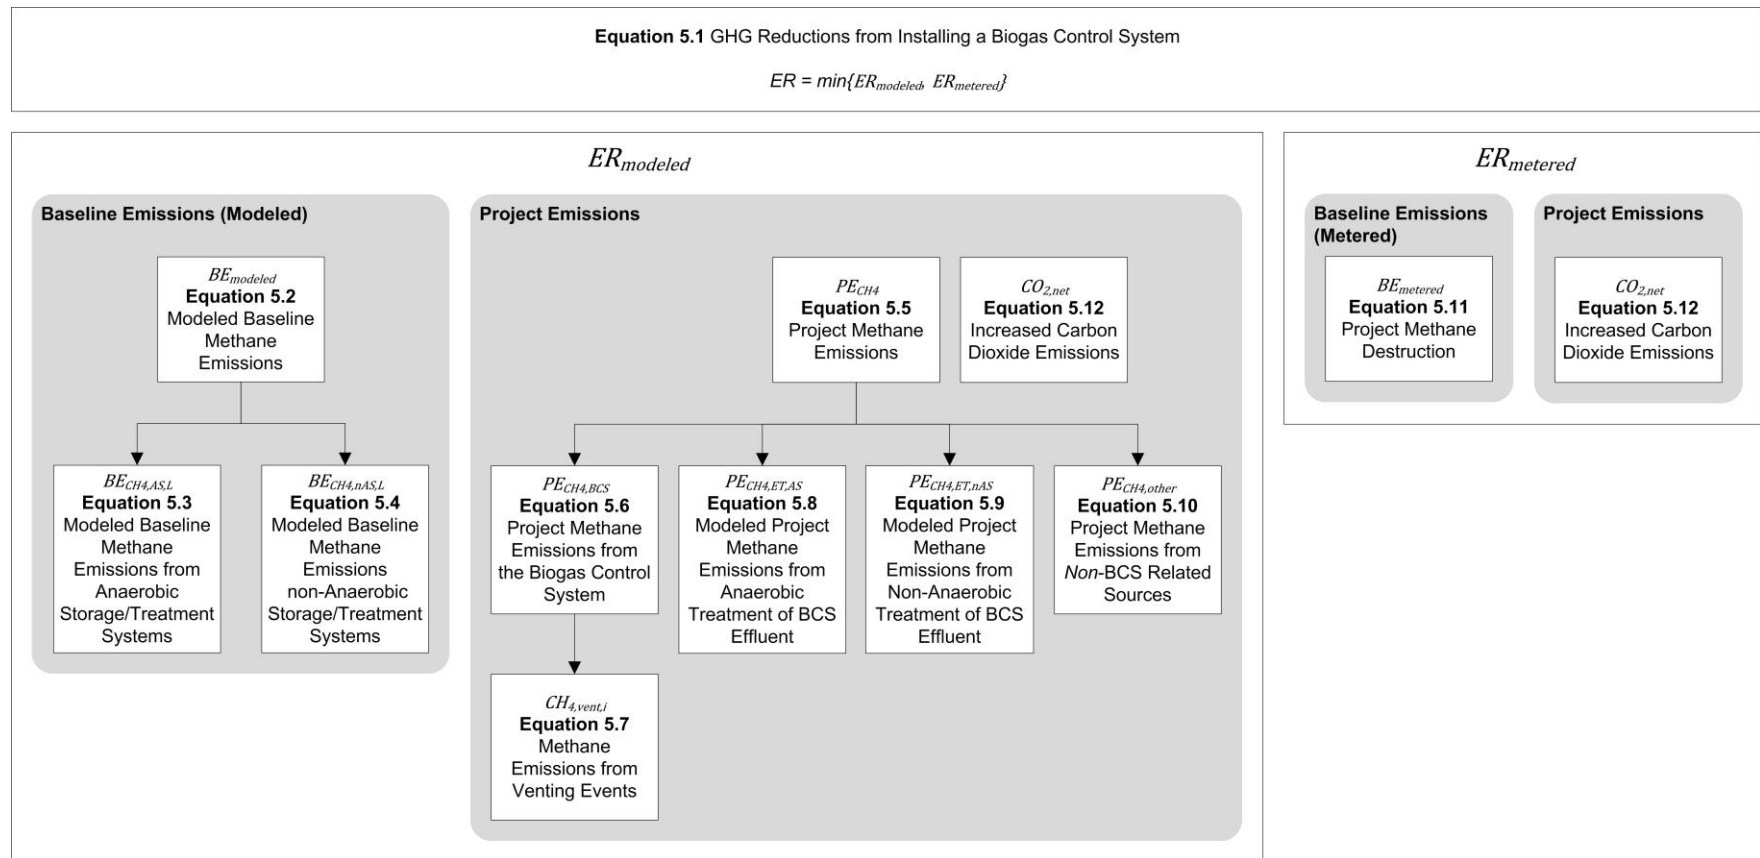 Equation 5.1 GHG Reductions from Installing a Biogas Control System
ER = min{ER_modeled, ER_metered}
ER_modeled
Baseline Emissions (Modeled)
BE_modeled
Equation 5.2
Modeled Baseline
Methane
Emissions
BE_CH4,AS,L
Equation 5.3
Modeled Baseline
Methane
Emissions from
Anaerobic
Storage/Treatment
Systems
BE_CH4,nAS,L
Equation 5.4
Modeled Baseline
Methane
Emissions
non-Anaerobic
Storage/Treatment
Systems
Project Emissions
PE_CH4
Equation 5.5
Project Methane
Emissions
CO_2,net
Equation 5.12
Increased Carbon
Dioxide Emissions
PE_CH4,BCS
Equation 5.6
Project Methane
Emissions from
the Biogas Control
System
PE_CH4,ET,AS
Equation 5.8
Modeled Project
Methane
Emissions from
Anaerobic
Treatment of BCS
Effluent
PE_CH4,ET,nAS
Equation 5.9
Modeled Project
Methane
Emissions from
Non-Anaerobic
Treatment of BCS
Effluent
PE_CH4,other
Equation 5.10
Project Methane
Emissions from
Non-BCS Related
Sources
CH_4,vent,i
Equation 5.7
Methane
Emissions from
Venting Events
ER_metered
Baseline Emissions
(Metered)
BE_metered
Equation 5.11
Project Methane
Destruction
Project Emissions
CO_2,net
Equation 5.12
Increased Carbon
Dioxide Emissions